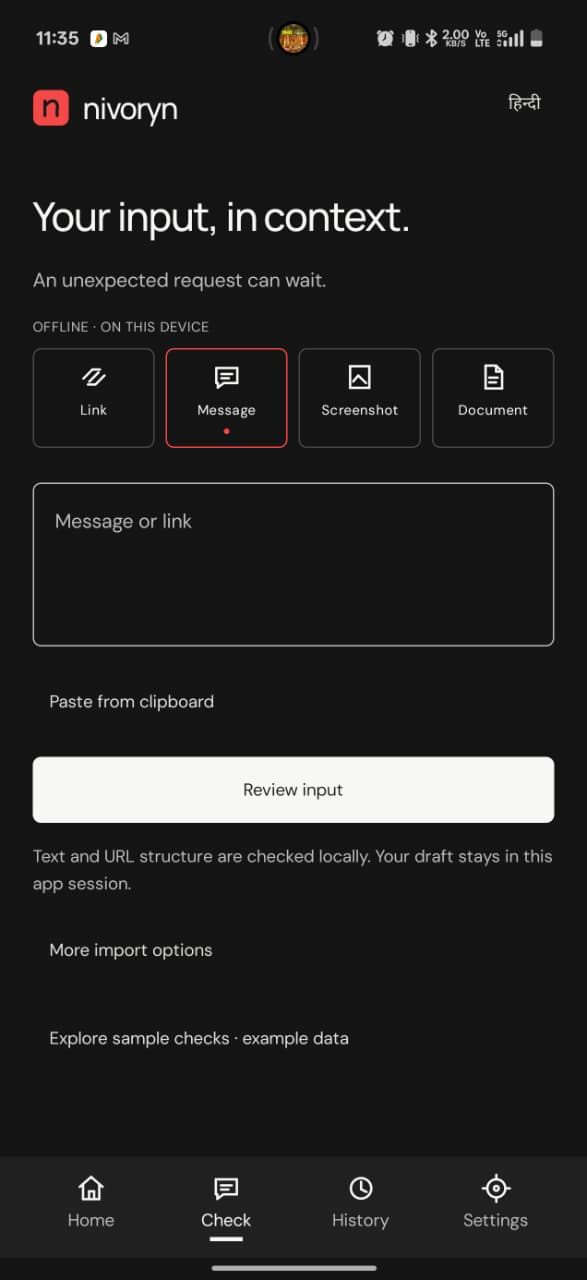 11:35
2.00 KB/S
Vo LTE
5G
n nivoryn
हिन्दी
Your input, in context.
An unexpected request can wait.
OFFLINE · ON THIS DEVICE
Link
Message
Screenshot
Document
Message or link
Paste from clipboard
Review input
Text and URL structure are checked locally. Your draft stays in this
app session.
More import options
Explore sample checks · example data
Home
Check
History
Settings